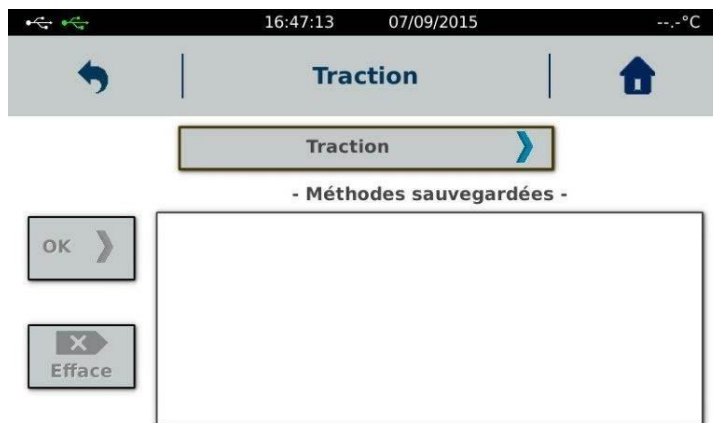 16:47:13 07/09/2015 --.-°C
Traction
Traction
- Méthodes sauvegardées -
OK
Efface